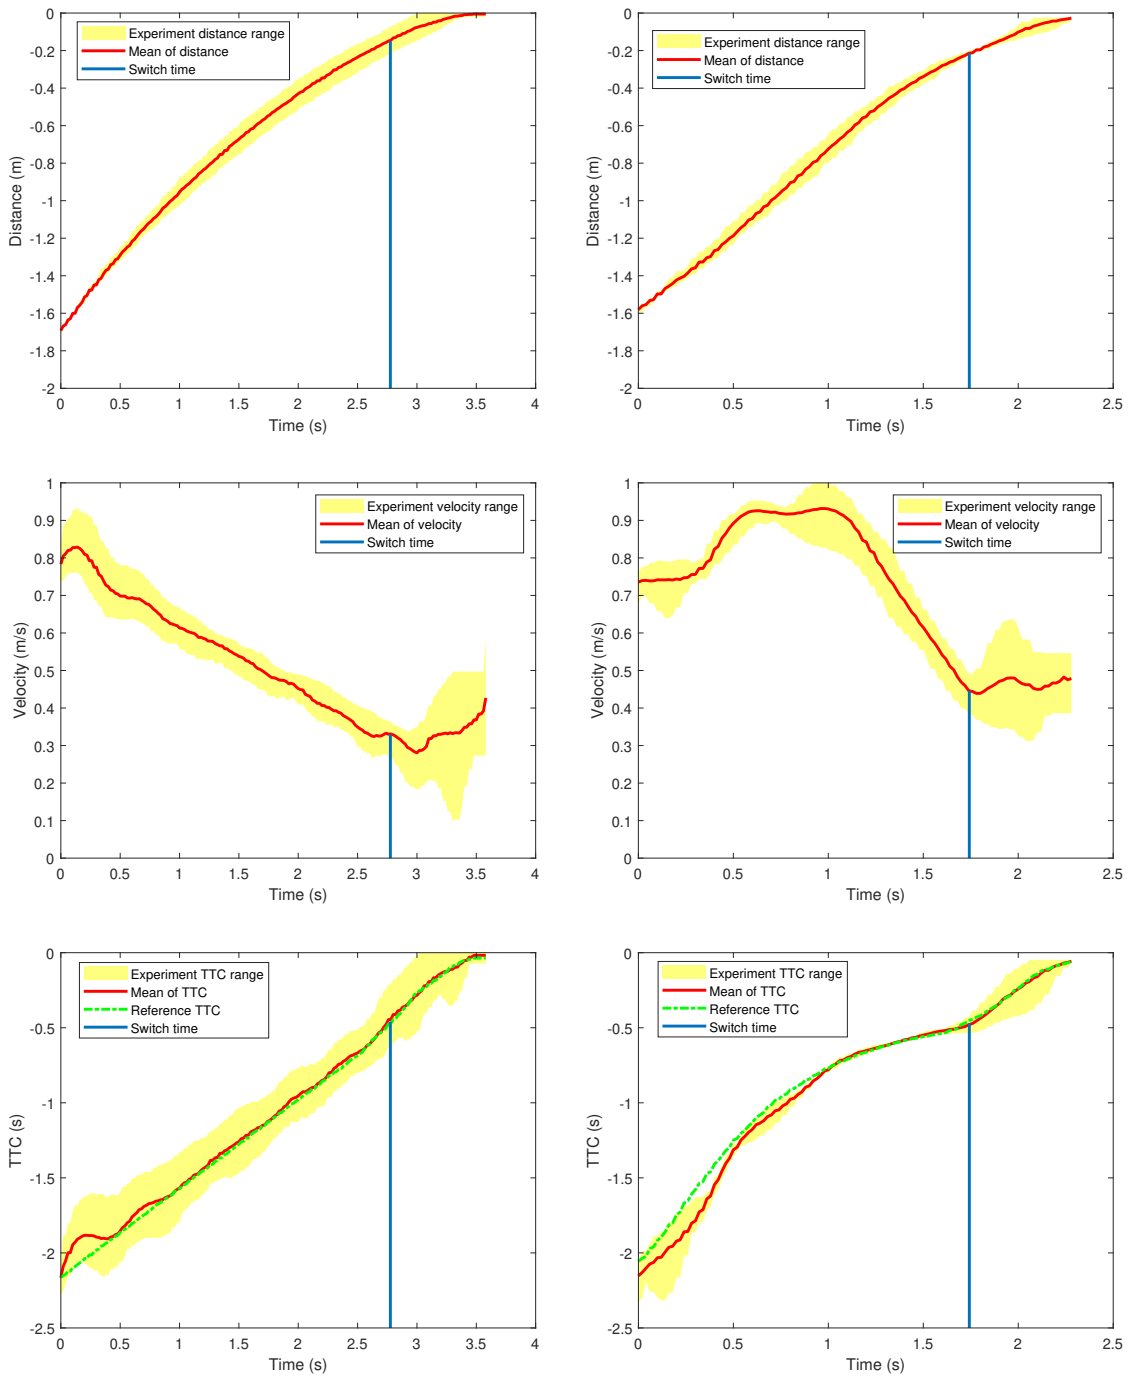 0
-0.2
-0.4
-0.6
-0.8
-1
-1.2
-1.4
-1.6
-1.8
-2
Distance (m)
Experiment distance range
Mean of distance
Switch time
0 0.5 1 1.5 2 2.5 3 3.5 4
Time (s)
0
-0.2
-0.4
-0.6
-0.8
-1
-1.2
-1.4
-1.6
-1.8
-2
Distance (m)
Experiment distance range
Mean of distance
Switch time
0 0.5 1 1.5 2 2.5
Time (s)
1
0.9
0.8
0.7
0.6
0.5
0.4
0.3
0.2
0.1
0
Velocity (m/s)
Experiment velocity range
Mean of velocity
Switch time
0 0.5 1 1.5 2 2.5 3 3.5 4
Time (s)
1
0.9
0.8
0.7
0.6
0.5
0.4
0.3
0.2
0.1
0
Velocity (m/s)
Experiment velocity range
Mean of velocity
Switch time
0 0.5 1 1.5 2 2.5
Time (s)
0
-0.5
-1
-1.5
-2
-2.5
TTC (s)
Experiment TTC range
Mean of TTC
Reference TTC
Switch time
0 0.5 1 1.5 2 2.5 3 3.5 4
Time (s)
0
-0.5
-1
-1.5
-2
-2.5
TTC (s)
Experiment TTC range
Mean of TTC
Reference TTC
Switch time
0 0.5 1 1.5 2 2.5
Time (s)